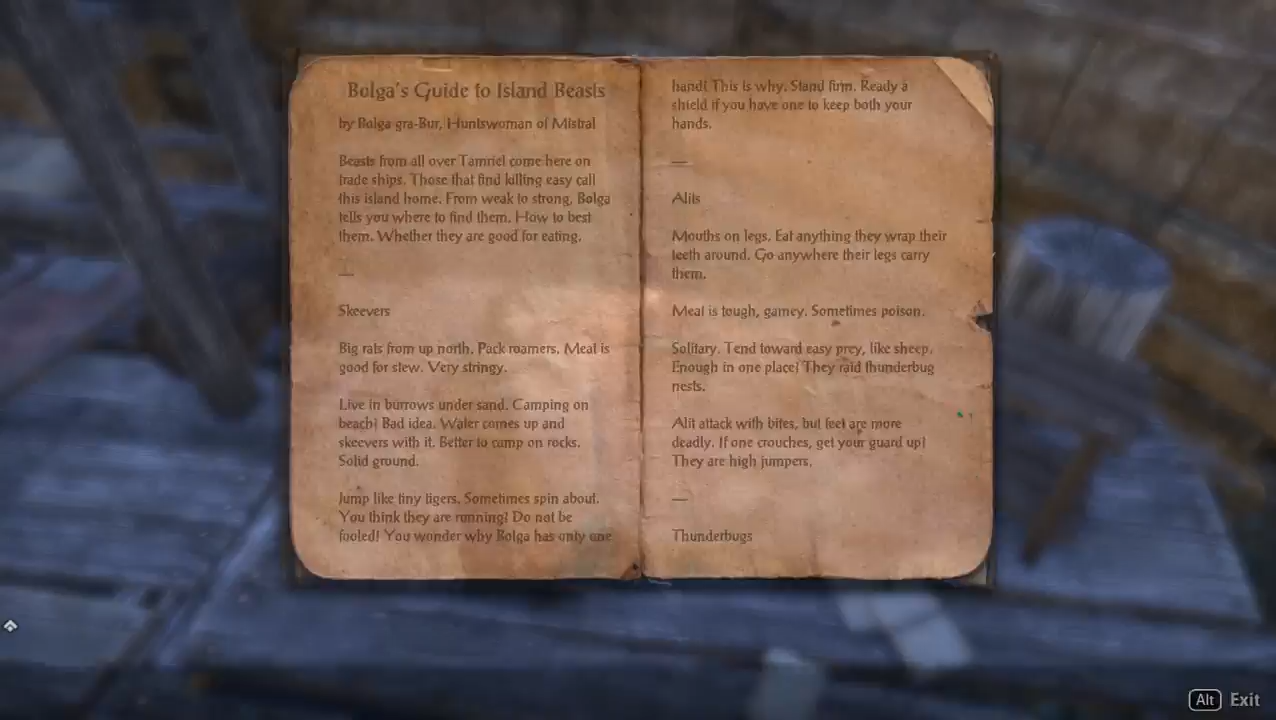 Bolga's Guide to Island Beasts
by Bolga gra-Bur, Huntswoman of Mistral
Beasts from all over Tamriel come here on
trade ships. Those that find killing easy call
this island home. From weak to strong, Bolga
tells you where to find them. How to best
them. Whether they are good for eating.
—
Skeevers
Big rats from up north. Pack roamers. Meat is
good for stew. Very stringy.
Live in burrows under sand. Camping on
beach? Bad idea. Water comes up and
skeevers with it. Better to camp on rocks.
Solid ground.
Jump like tiny tigers. Sometimes spin about.
You think they are running? Do not be
fooled! You wonder why Bolga has only one
hand? This is why. Stand firm. Ready a
shield if you have one to keep both your
hands.
—
Alits
Mouths on legs. Eat anything they wrap their
teeth around. Go anywhere their legs carry
them.
Meat is tough, gamey. Sometimes poison.
Solitary. Tend toward easy prey, like sheep.
Enough in one place? They raid thunderbug
nests.
Alit attack with bites, but feet are more
deadly. If one crouches, get your guard up!
They are high jumpers.
—
Thunderbugs
Alt Exit